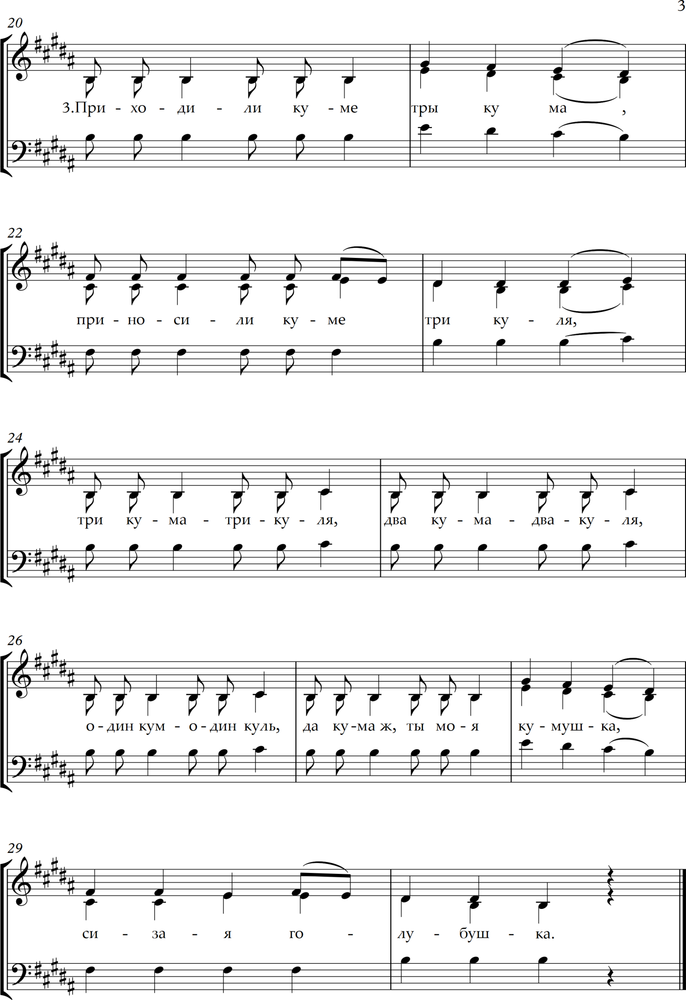 3
20
3.При - хо - ди - ли ку - ме тры ку ма ,
22
при - но - си - ли ку - ме три ку - ля,
24
три ку - ма - три - ку - ля, два ку - ма - два - ку - ля,
26
о - дин кум - о - дин куль, да ку - ма ж, ты мо - я ку - муш - ка,
29
си - за - я го - лу - буш - ка.